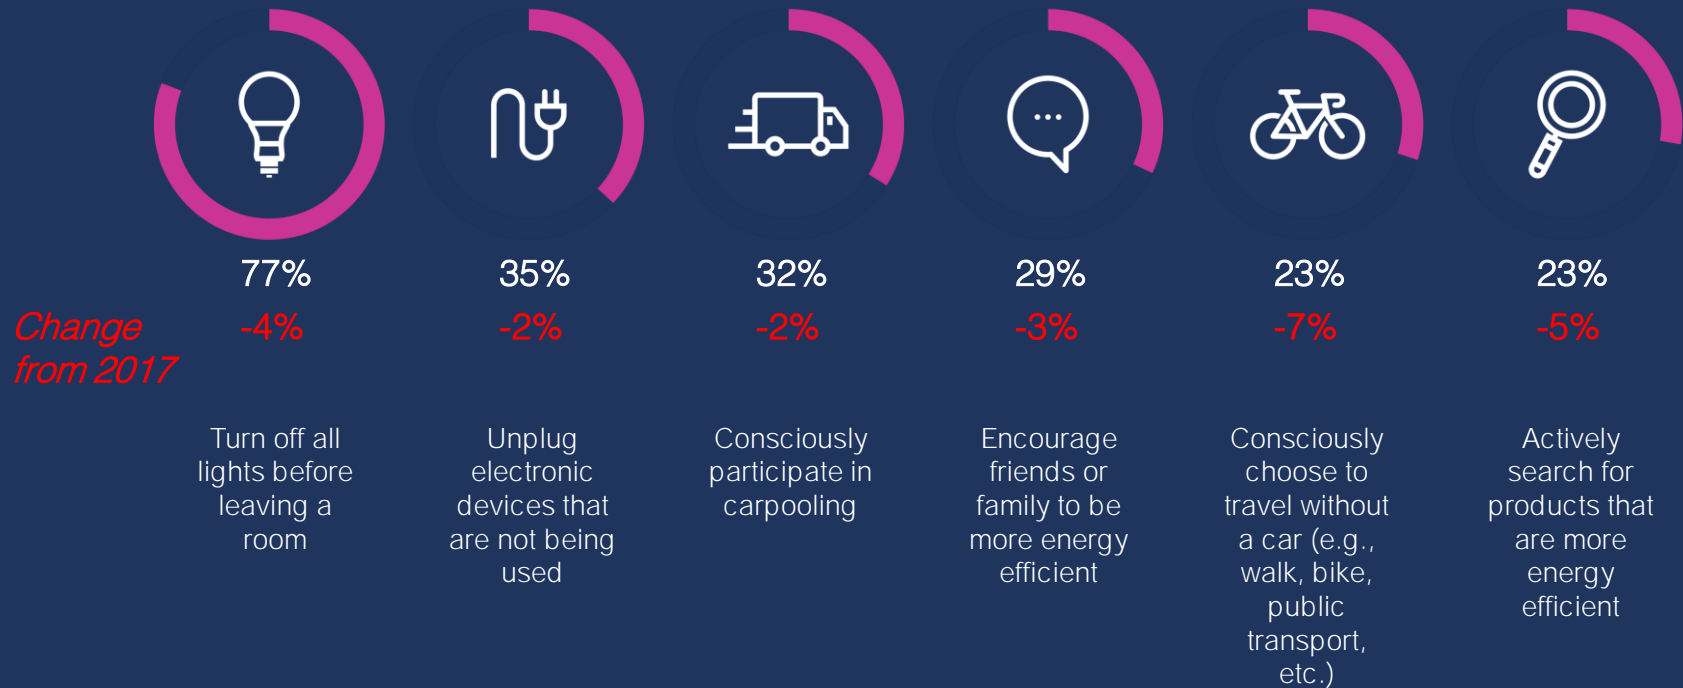 77%
35%
32%
29%
23%
23%
Change
from 2017
-4%
-2%
-2%
-3%
-7%
-5%
Turn off all
lights before
leaving a
room
Unplug
electronic
devices that
are not being
used
Consciously
participate in
carpooling
Encourage
friends or
family to be
more energy
efficient
Consciously
choose to
travel without
a car (e.g.,
walk, bike,
public
transport,
etc.)
Actively
search for
products that
are more
energy
efficient